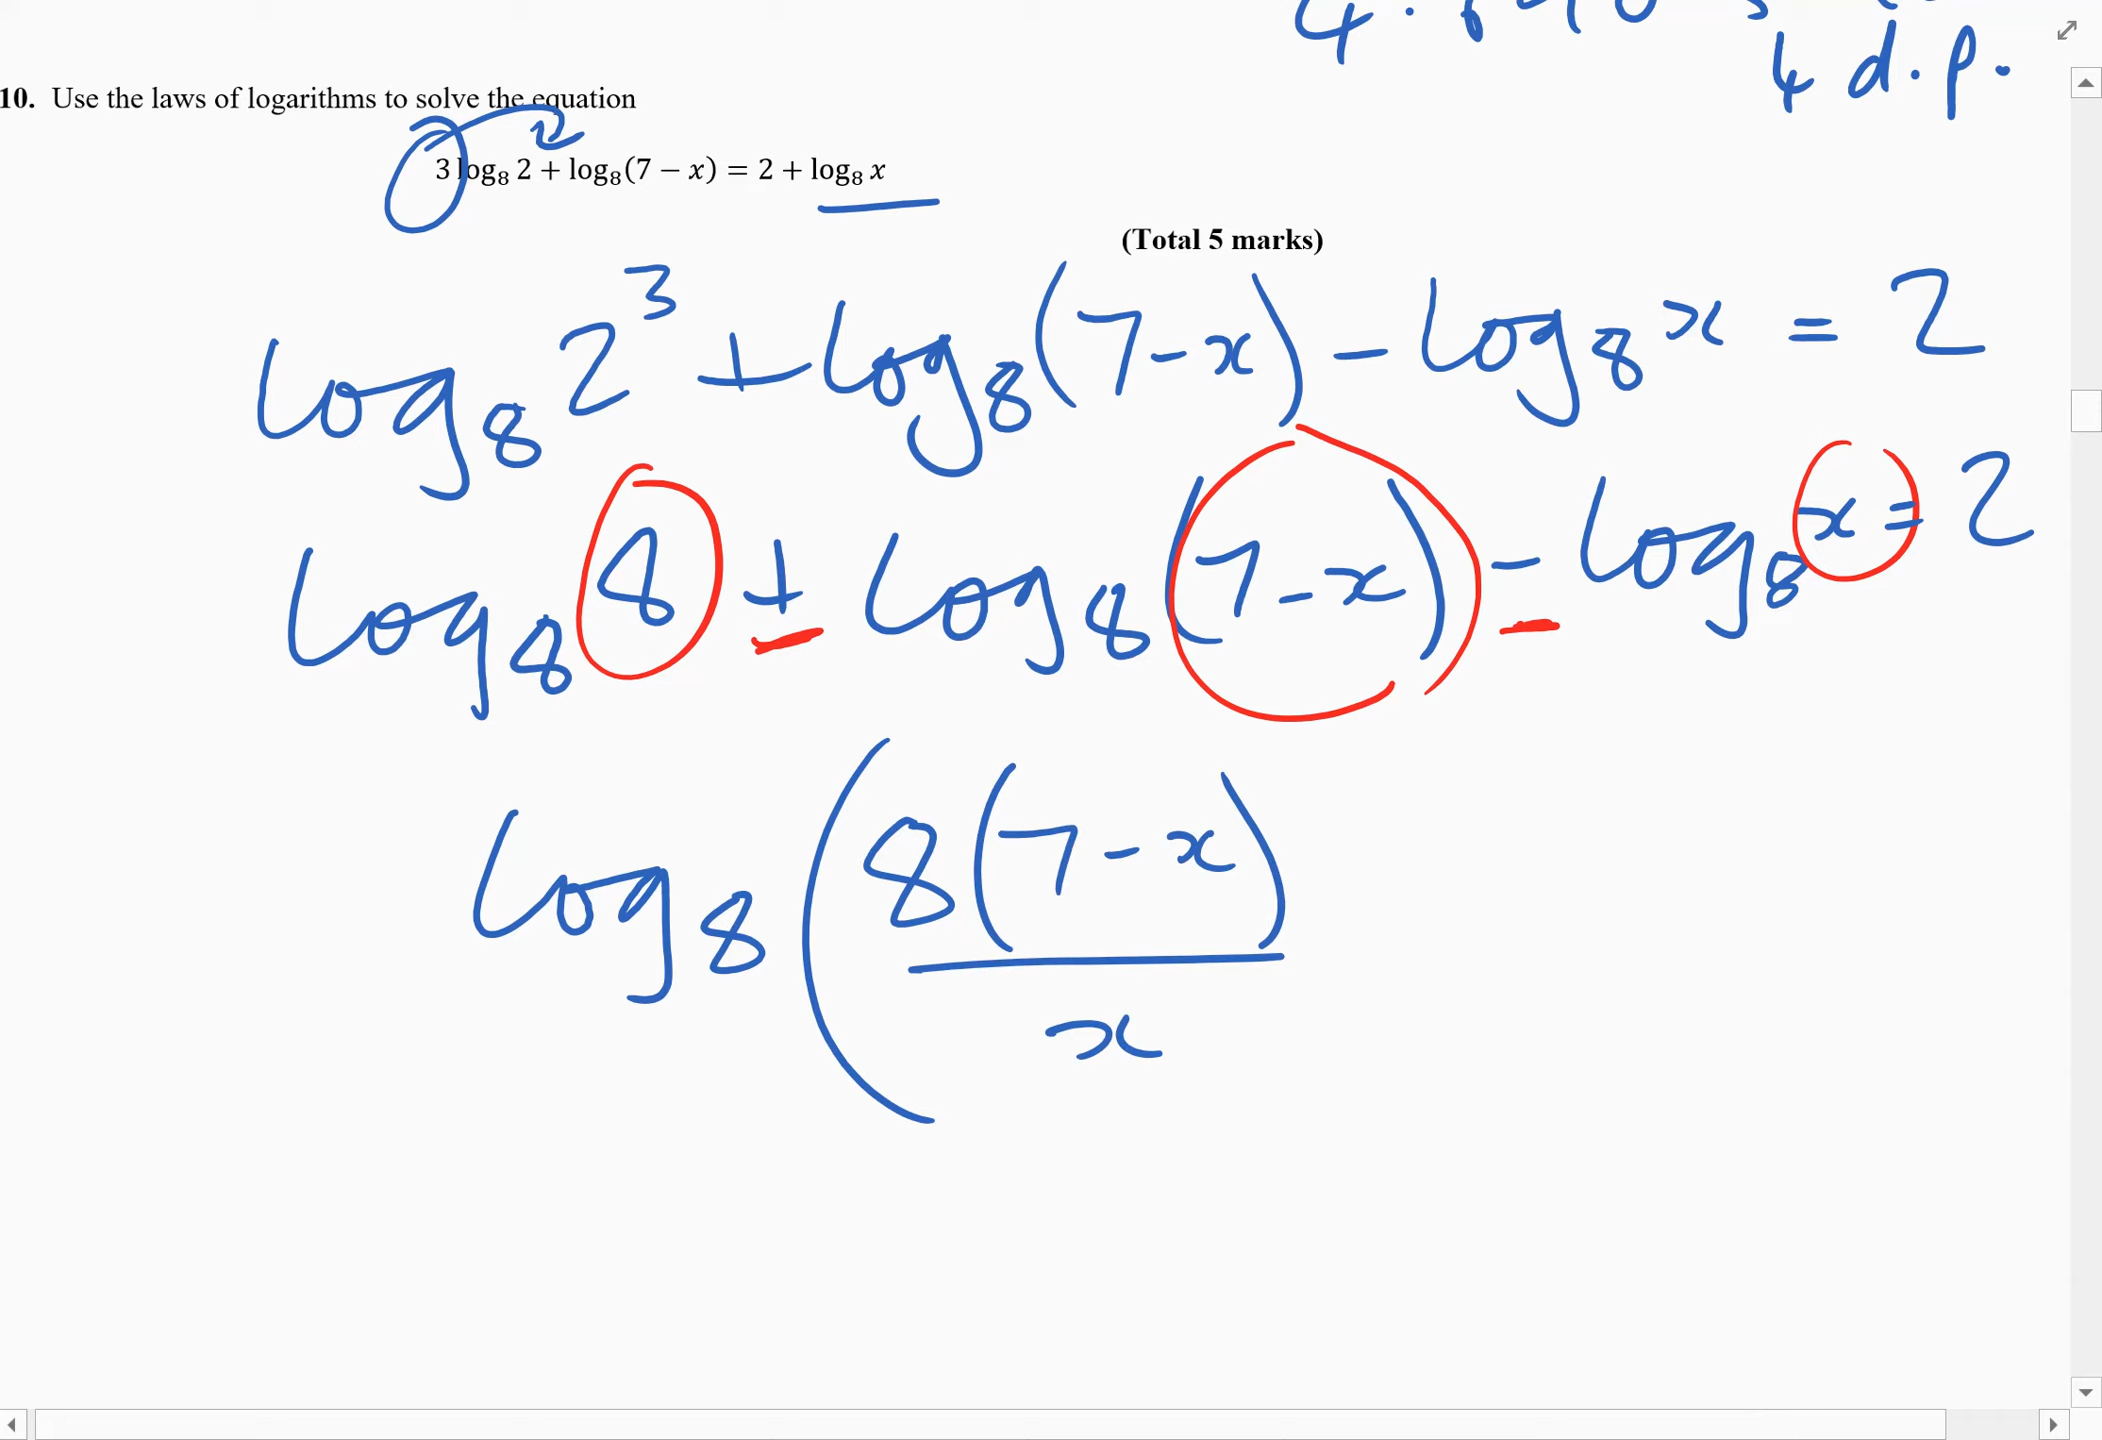 4 d.p.
10. Use the laws of logarithms to solve the equation
3 log₈ 2 + log₈(7 − x) = 2 + log₈ x
(Total 5 marks)
log₈ 2³ + log₈(7-x) - log₈ x = 2
log₈ 8 + log₈(7-x) - log₈ x = 2
log₈ ( 8(7-x)
x